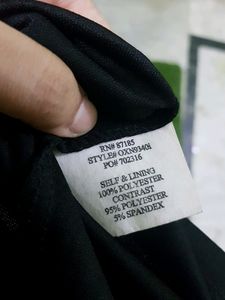 RN# 87185
STYLE# OXN9340i
PO# 702316
SELF & LINING
100% POLYESTER
CONTRAST
95% POLYESTER
5% SPANDEX